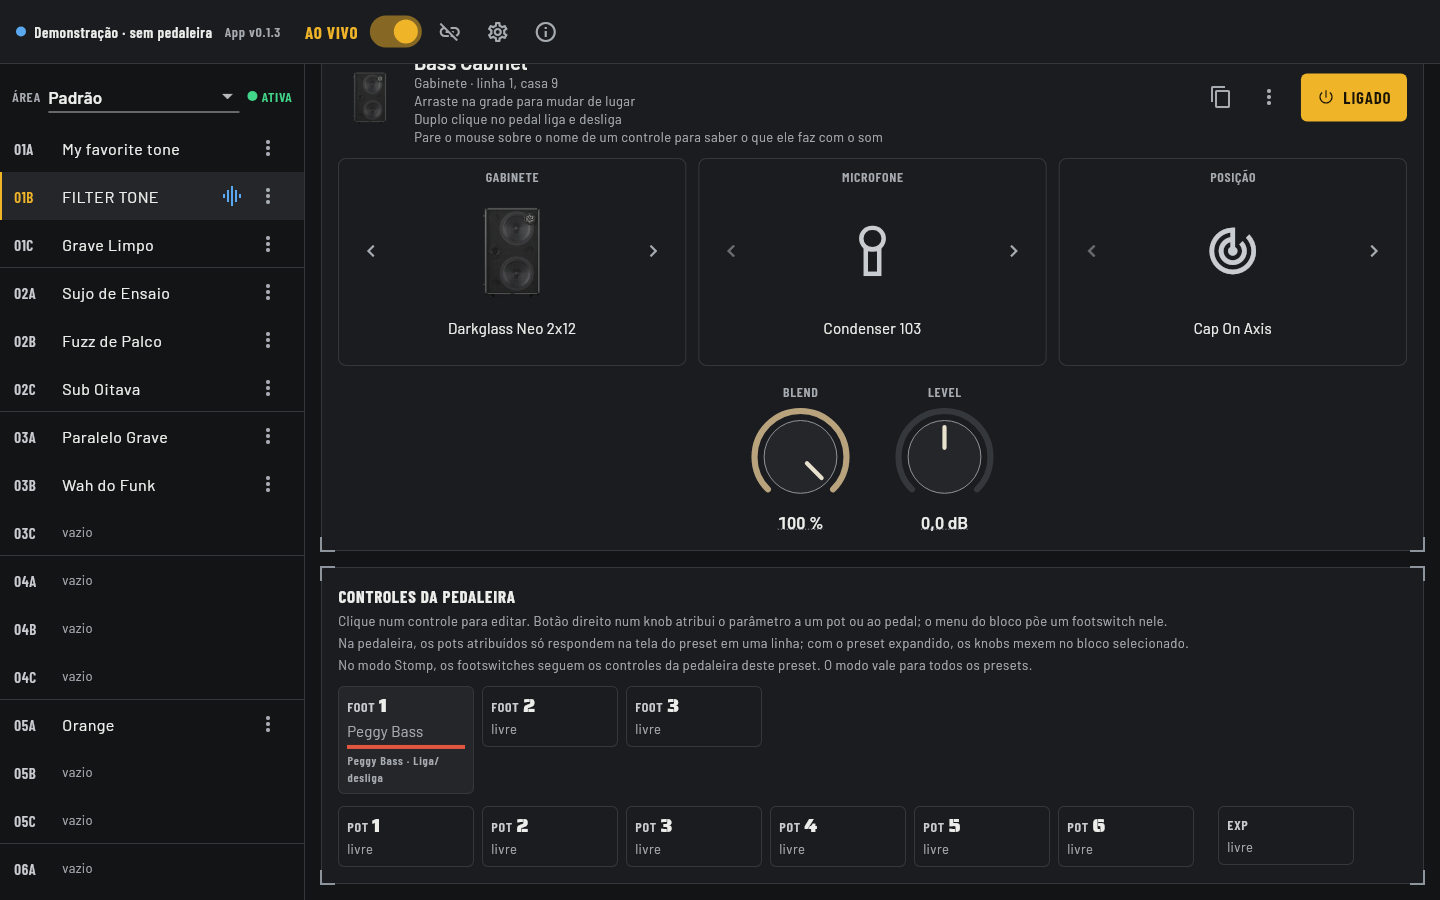 Demonstração · sem pedaleira App v0.1.3 AO VIVO
ÁREA Padrão ATIVA
01A My favorite tone
01B FILTER TONE
01C Grave Limpo
02A Sujo de Ensaio
02B Fuzz de Palco
02C Sub Oitava
03A Paralelo Grave
03B Wah do Funk
03C vazio
04A vazio
04B vazio
04C vazio
05A Orange
05B vazio
05C vazio
06A vazio
Bass Cabinet
Gabinete · linha 1, casa 9
Arraste na grade para mudar de lugar
Duplo clique no pedal liga e desliga
Pare o mouse sobre o nome de um controle para saber o que ele faz com o som
LIGADO
GABINETE
Darkglass Neo 2x12
MICROFONE
Condenser 103
POSIÇÃO
Cap On Axis
BLEND
100 %
LEVEL
0,0 dB
CONTROLES DA PEDALEIRA
Clique num controle para editar. Botão direito num knob atribui o parâmetro a um pot ou ao pedal; o menu do bloco põe um footswitch nele.
Na pedaleira, os pots atribuídos só respondem na tela do preset em uma linha; com o preset expandido, os knobs mexem no bloco selecionado.
No modo Stomp, os footswitches seguem os controles da pedaleira deste preset. O modo vale para todos os presets.
FOOT 1
Peggy Bass
Peggy Bass · Liga/
desliga
FOOT 2
livre
FOOT 3
livre
POT 1
livre
POT 2
livre
POT 3
livre
POT 4
livre
POT 5
livre
POT 6
livre
EXP
livre